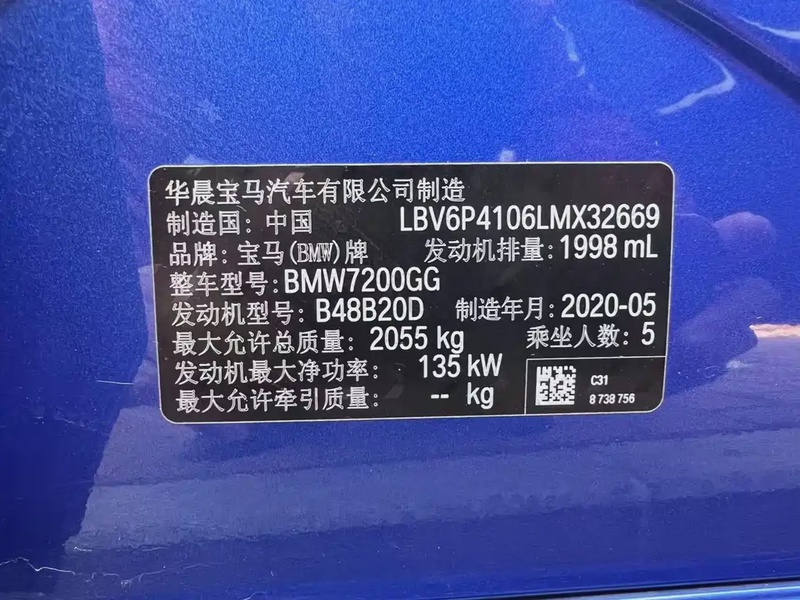 华晨宝马汽车有限公司制造
制造国: 中国 LBV6P4106LMX32669
品牌: 宝马(BMW)牌 发动机排量: 1998 mL
整车型号: BMW7200GG
发动机型号: B48B20D 制造年月: 2020-05
最大允许总质量: 2055 kg 乘坐人数: 5
发动机最大净功率: 135 kW
最大允许牵引质量: -- kg
C31
8 738 756